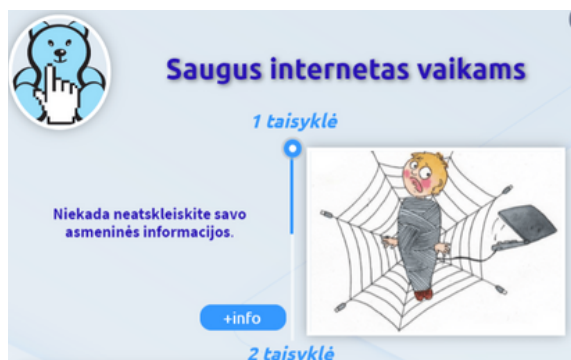 Saugus internetas vaikams
1 taisyklė
Niekada neatskleiskite savo
asmeninės informacijos.
+info
2 taisyklė